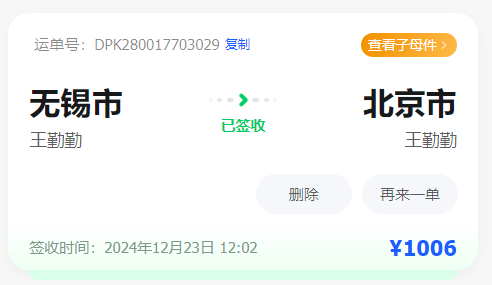 运单号：DPK280017703029 复制 查看子母件
无锡市 北京市
王勤勤 已签收 王勤勤
删除 再来一单
签收时间：2024年12月23日 12:02 ¥1006